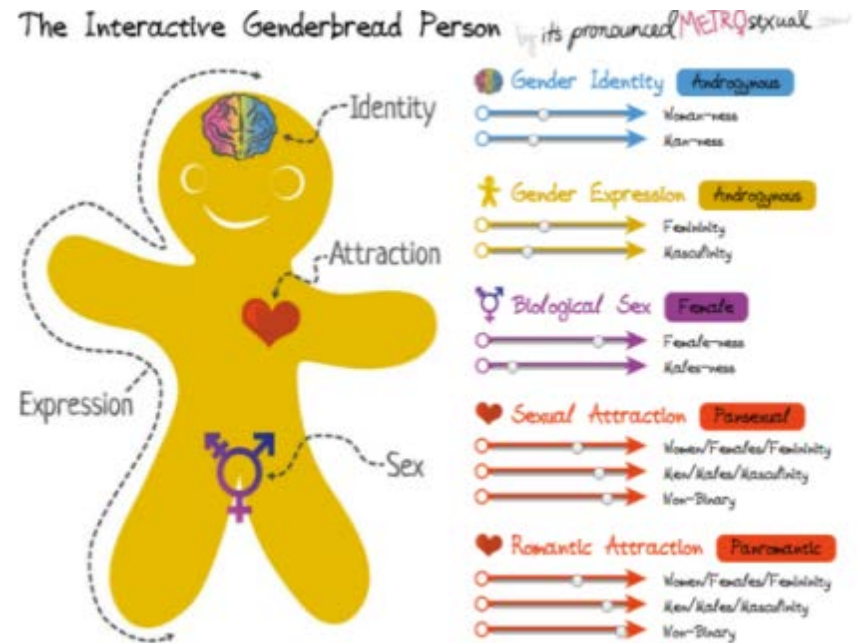 The Interactive Genderbread Person by it's pronounced METROsexual
Identity
Attraction
Expression
Sex
Gender Identity Androgynous
Woman-ness
Man-ness
Gender Expression Androgynous
Femininity
Masculinity
Biological Sex Female
Female-ness
Male-ness
Sexual Attraction Pansexual
Women/Females/Femininity
Men/Males/Masculinity
Non-Binary
Romantic Attraction Panromantic
Women/Females/Femininity
Men/Males/Masculinity
Non-Binary